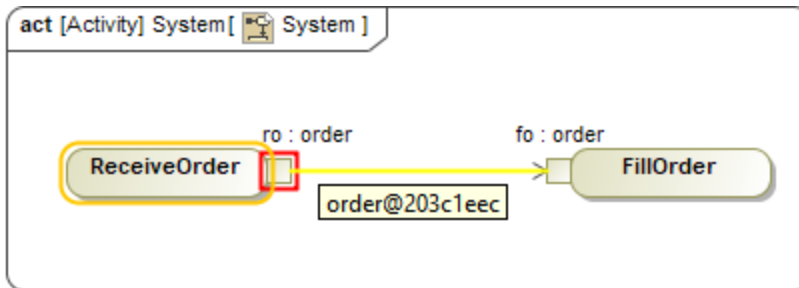 act [Activity] System[ System ]
ro : order
fo : order
ReceiveOrder
FillOrder
order@203c1eec